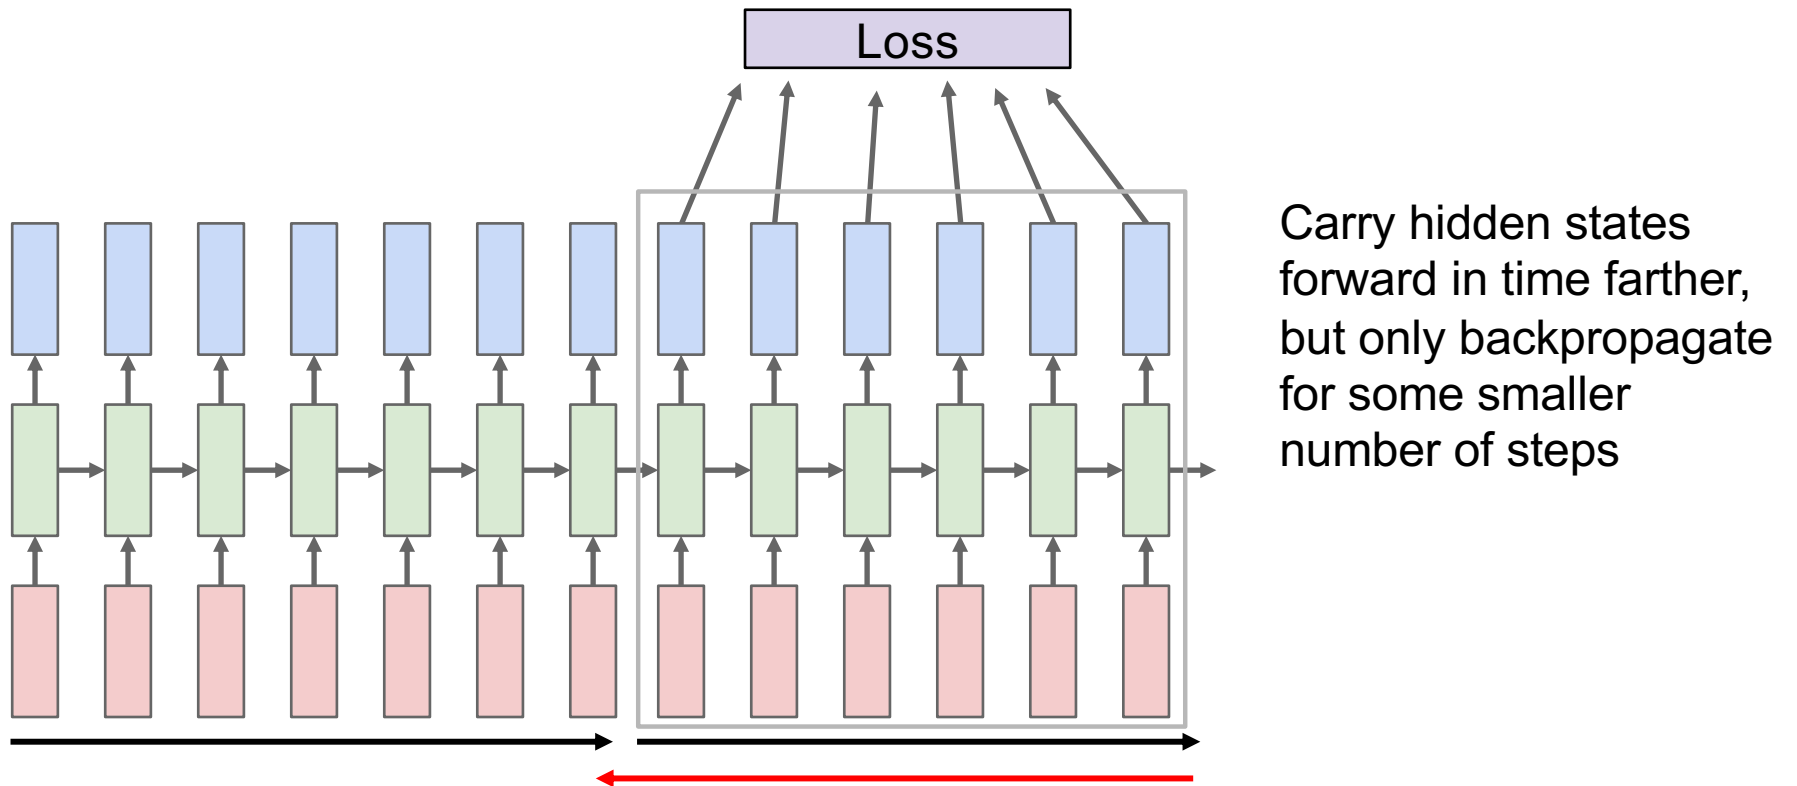 Loss
Carry hidden states
forward in time farther,
but only backpropagate
for some smaller
number of steps